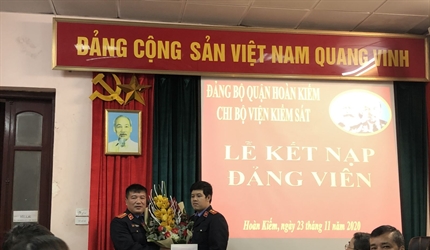 ĐẢNG CỘNG SẢN VIỆT NAM QUANG VINH
ĐẢNG BỘ QUẬN HOÀN KIẾM
CHI BỘ VIỆN KIỂM SÁT
LỄ KẾT NẠP
ĐẢNG VIÊN
Hoàn Kiếm, ngày 23 tháng 11 năm 2020